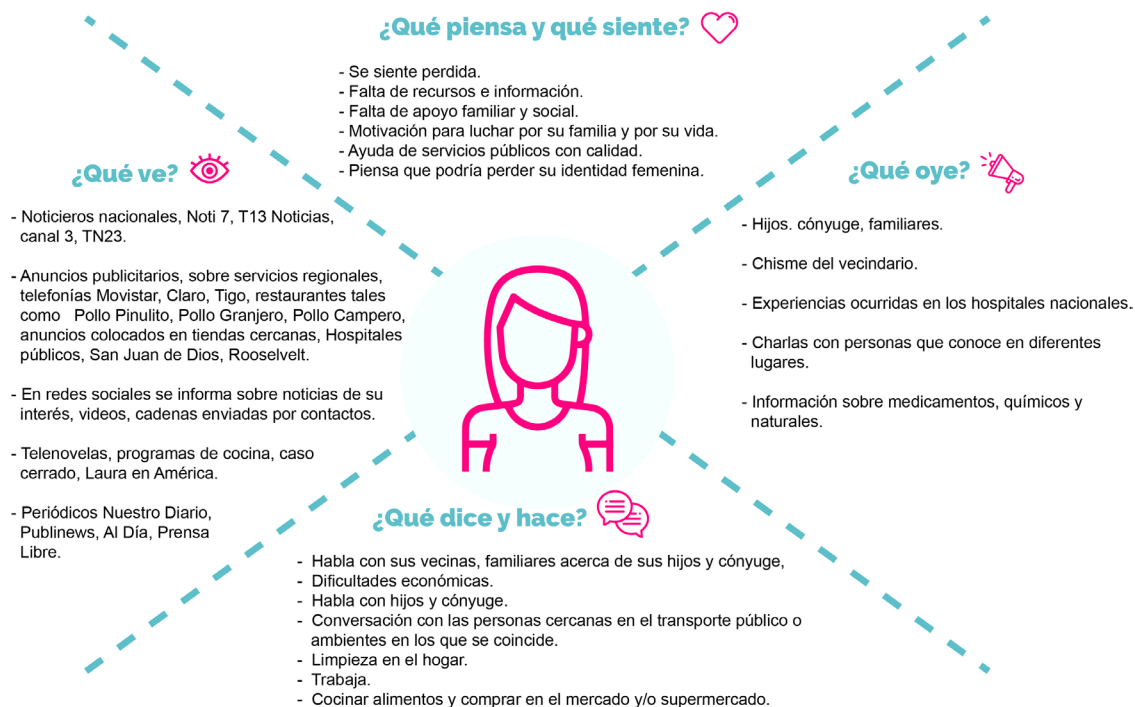 ¿Qué piensa y qué siente?
- Se siente perdida.
- Falta de recursos e información.
- Falta de apoyo familiar y social.
- Motivación para luchar por su familia y por su vida.
- Ayuda de servicios públicos con calidad.
- Piensa que podría perder su identidad femenina.
¿Qué ve?
- Noticieros nacionales, Noti 7, T13 Noticias,
canal 3, TN23.
- Anuncios publicitarios, sobre servicios regionales,
telefonías Movistar, Claro, Tigo, restaurantes tales
como Pollo Pinulito, Pollo Granjero, Pollo Campero,
anuncios colocados en tiendas cercanas, Hospitales
públicos, San Juan de Dios, Rooselvelt.
- En redes sociales se informa sobre noticias de su
interés, videos, cadenas enviadas por contactos.
- Telenovelas, programas de cocina, caso
cerrado, Laura en América.
- Periódicos Nuestro Diario,
Publinews, Al Día, Prensa
Libre.
¿Qué oye?
- Hijos. cónyuge, familiares.
- Chisme del vecindario.
- Experiencias ocurridas en los hospitales nacionales.
- Charlas con personas que conoce en diferentes
lugares.
- Información sobre medicamentos, químicos y
naturales.
¿Qué dice y hace?
- Habla con sus vecinas, familiares acerca de sus hijos y cónyuge,
- Dificultades económicas.
- Habla con hijos y cónyuge.
- Conversación con las personas cercanas en el transporte público o
ambientes en los que se coincide.
- Limpieza en el hogar.
- Trabaja.
- Cocinar alimentos y comprar en el mercado y/o supermercado.